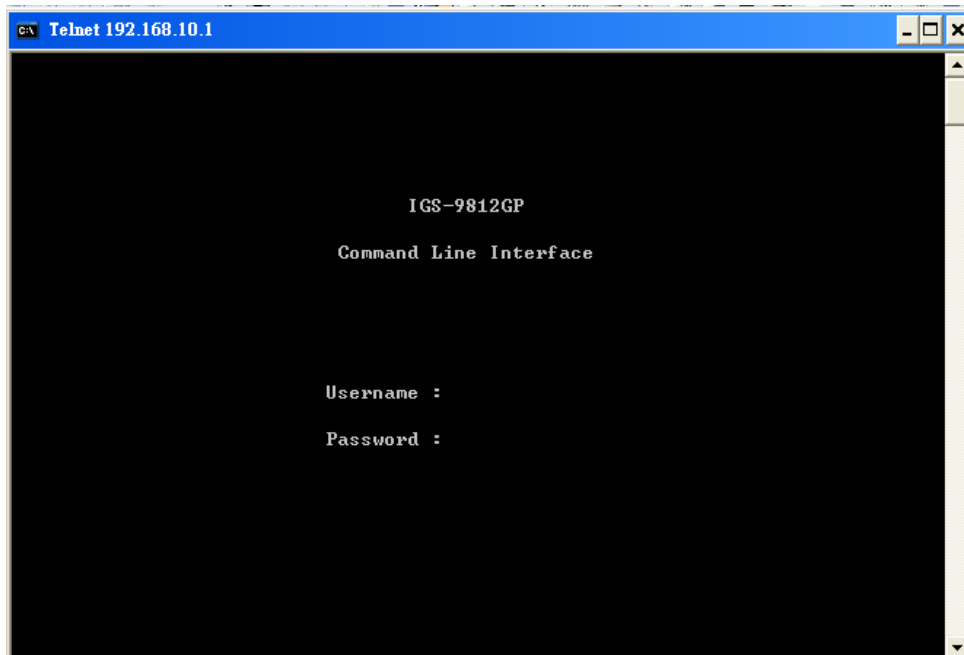 Telnet 192.168.10.1
IGS-9812GP
Command Line Interface
Username :
Password :